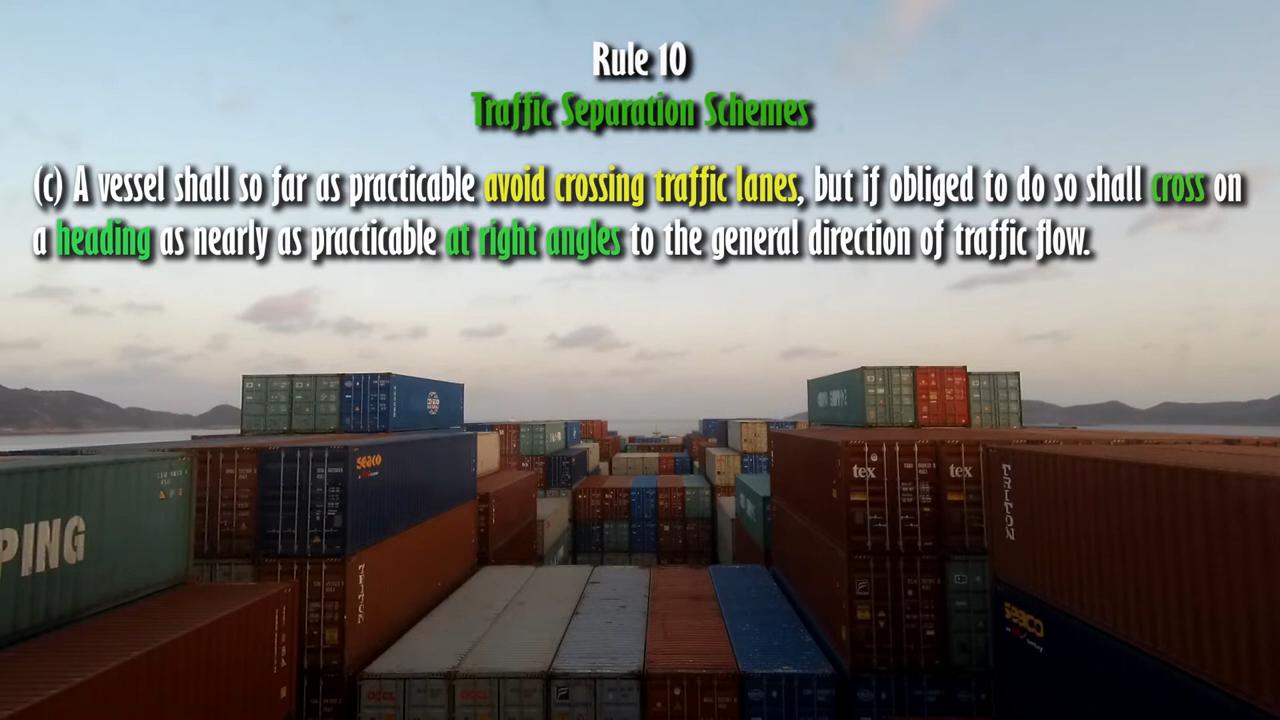 Rule 10
Traffic Separation Schemes
(c) A vessel shall so far as practicable avoid crossing traffic lanes, but if obliged to do so shall cross on
a heading as nearly as practicable at right angles to the general direction of traffic flow.
seaco
tex
tex
TRITON
PING
TRITON
seaco